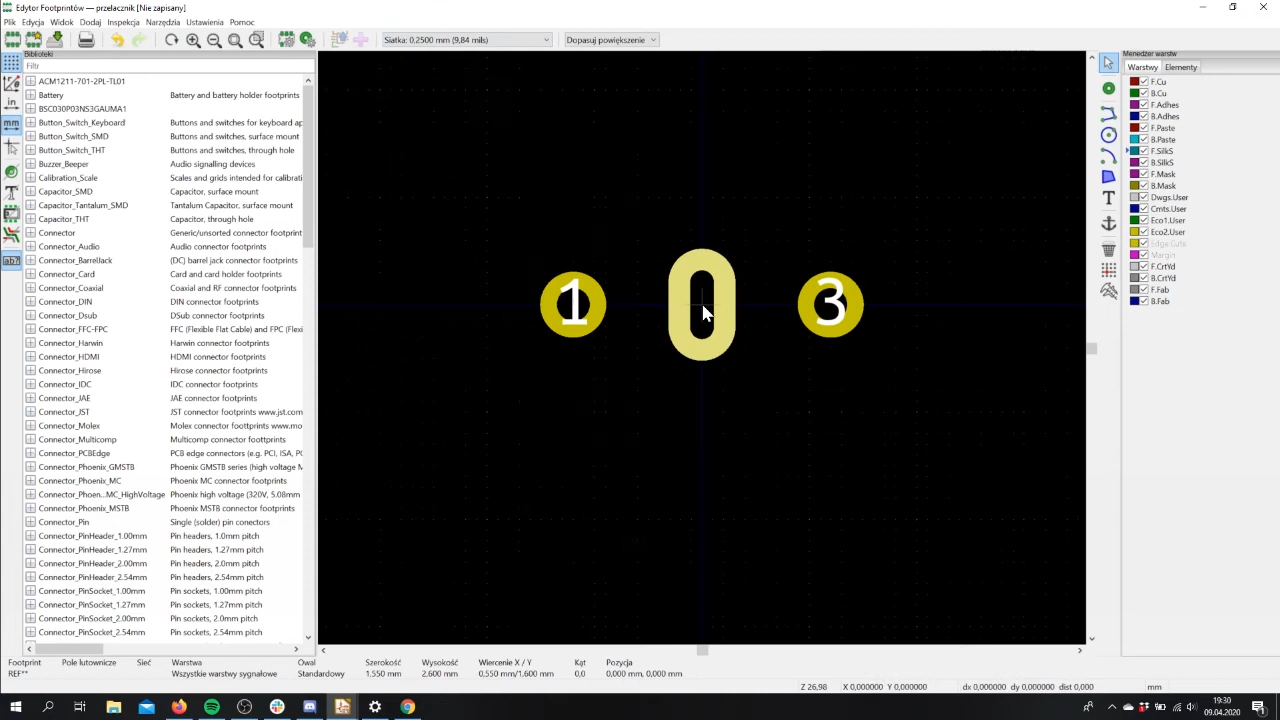 Edytor Footprintów — przelacznik [Nie zapisany]
Plik Edycja Widok Dodaj Inspekcja Narzędzia Ustawienia Pomoc
Siatka: 0,2500 mm (9,84 mils) Dopasuj powiększenie
Biblioteki
Filtr
ACM1211-701-2PL-TL01
Battery Battery and battery holder footprints
BSC030P03NS3GAUMA1
Button_Switch_Keyboard Buttons and switches for keyboard ap
Button_Switch_SMD Buttons and switches, surface mount
Button_Switch_THT Buttons and switches, through hole
Buzzer_Beeper Audio signalling devices
Calibration_Scale Scales and grids intended for calibrati
Capacitor_SMD Capacitor, surface mount
Capacitor_Tantalum_SMD Tantalum Capacitor, surface mount
Capacitor_THT Capacitor, through hole
Connector Generic/unsorted connector footprint
Connector_Audio Audio connector footprints
Connector_BarrelJack (DC) barrel jack connector footprints
Connector_Card Card and card holder footprints
Connector_Coaxial Coaxial and RF connector footprints
Connector_DIN DIN connector footprints
Connector_Dsub Dsub connector footprints
Connector_FFC-FPC FFC (Flexible Flat Cable) and FPC (Flexi
Connector_Harwin Harwin connector footprints
Connector_HDMI HDMI connector footprints
Connector_Hirose Hirose connector footprints
Connector_IDC IDC connector footprints
Connector_JAE JAE connector footprints
Connector_JST JST connector footprints www.jst.com
Connector_Molex Molex connector foottprints www.mo
Connector_Multicomp Multicomp connector footprints
Connector_PCBEdge PCB edge connectors (e.g. PCI, ISA, PC
Connector_Phoenix_GMSTB Phoenix GMSTB series (high voltage M
Connector_Phoenix_MC Phoenix MC connector footprints
Connector_Phoen...MC_HighVoltage Phoenix high voltage (320V, 5.08mm
Connector_Phoenix_MSTB Phoenix MSTB connector footprints
Connector_Pin Single (solder) pin conectors
Connector_PinHeader_1.00mm Pin headers, 1.0mm pitch
Connector_PinHeader_1.27mm Pin headers, 1.27mm pitch
Connector_PinHeader_2.00mm Pin headers, 2.0mm pitch
Connector_PinHeader_2.54mm Pin headers, 2.54mm pitch
Connector_PinSocket_1.00mm Pin sockets, 1.00mm pitch
Connector_PinSocket_1.27mm Pin sockets, 1.27mm pitch
Connector_PinSocket_2.00mm Pin sockets, 2.0mm pitch
Connector_PinSocket_2.54mm Pin sockets, 2.54mm pitch
in
mm
ab?
1 3
Menedżer warstw
Warstwy Elementy
F.Cu
B.Cu
F.Adhes
B.Adhes
F.Paste
B.Paste
F.SilkS
B.SilkS
F.Mask
B.Mask
Dwgs.User
Cmts.User
Eco1.User
Eco2.User
Edge.Cuts
Margin
F.CrtYd
B.CrtYd
F.Fab
B.Fab
Footprint Pole lutownicze Sieć Warstwa Owal Szerokość Wysokość Wiercenie X / Y Kąt Pozycja
REF** Wszystkie warstwy sygnałowe Standardowy 1,550 mm 2,600 mm 0,550 mm/1,600 mm 0,0 0,000 mm, 0,000 mm
Z 26,98 X 0,000000 Y 0,000000 dx 0,000000 dy 0,000000 dist 0,000 mm
19:30
09.04.2020